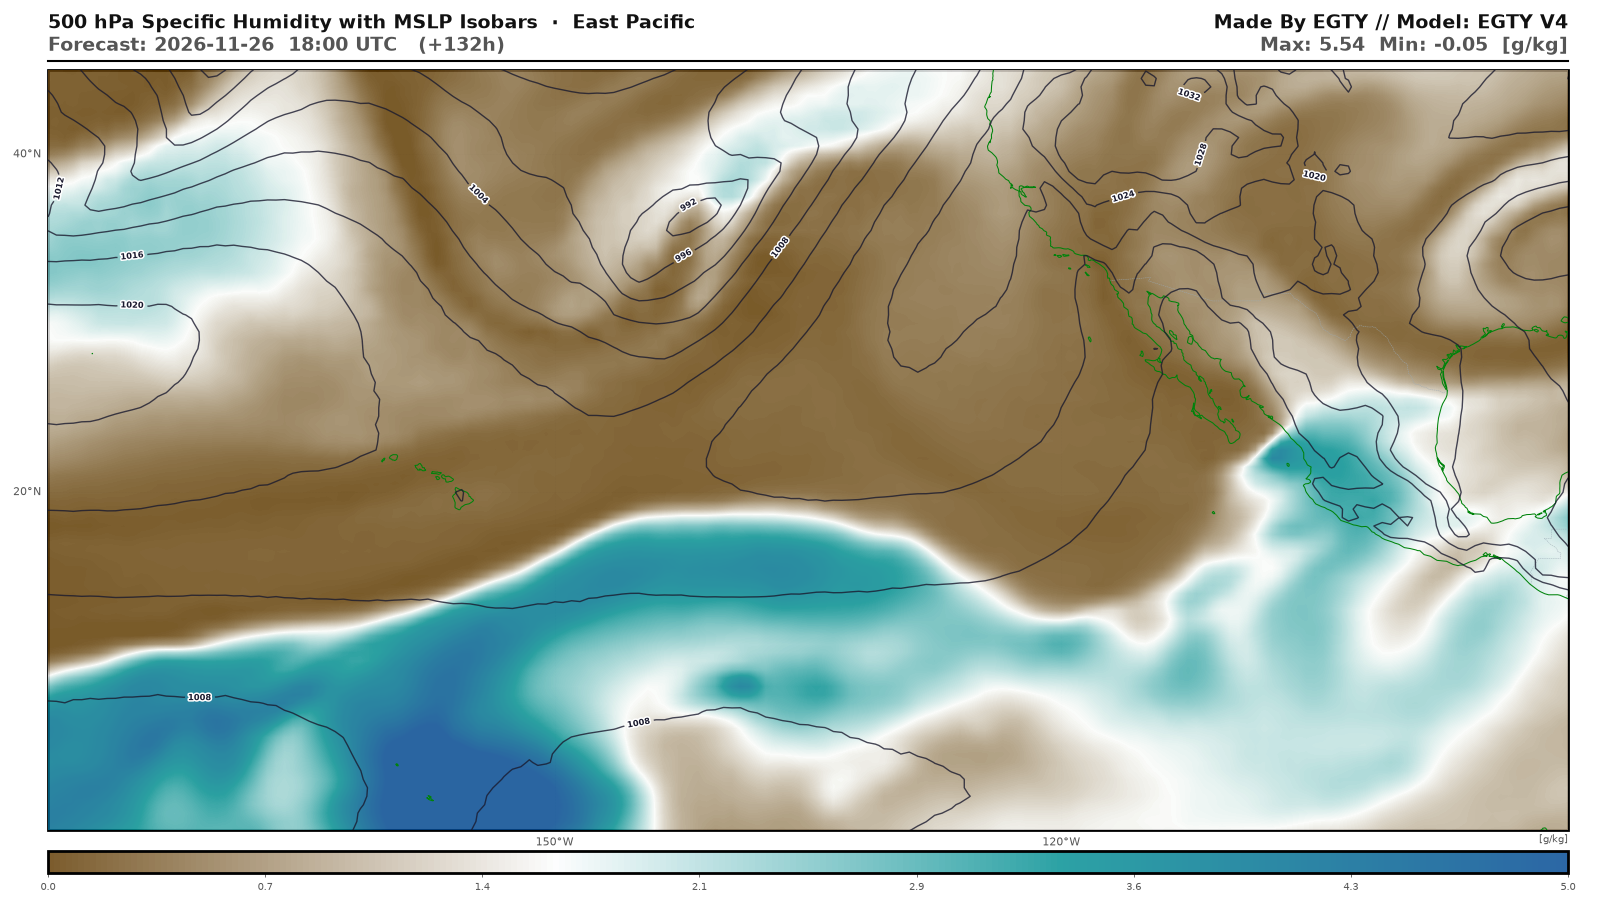 500 hPa Specific Humidity with MSLP Isobars · East Pacific
Made By EGTY // Model: EGTY V4
Forecast: 2026-11-26 18:00 UTC (+132h)
Max: 5.54 Min: -0.05 [g/kg]
1032
40°N
1028
1020
1012
1004
1024
992
1008
996
1016
1020
20°N
1008
1008
150°W
120°W
[g/kg]
0.0
0.7
1.4
2.1
2.9
3.6
4.3
5.0